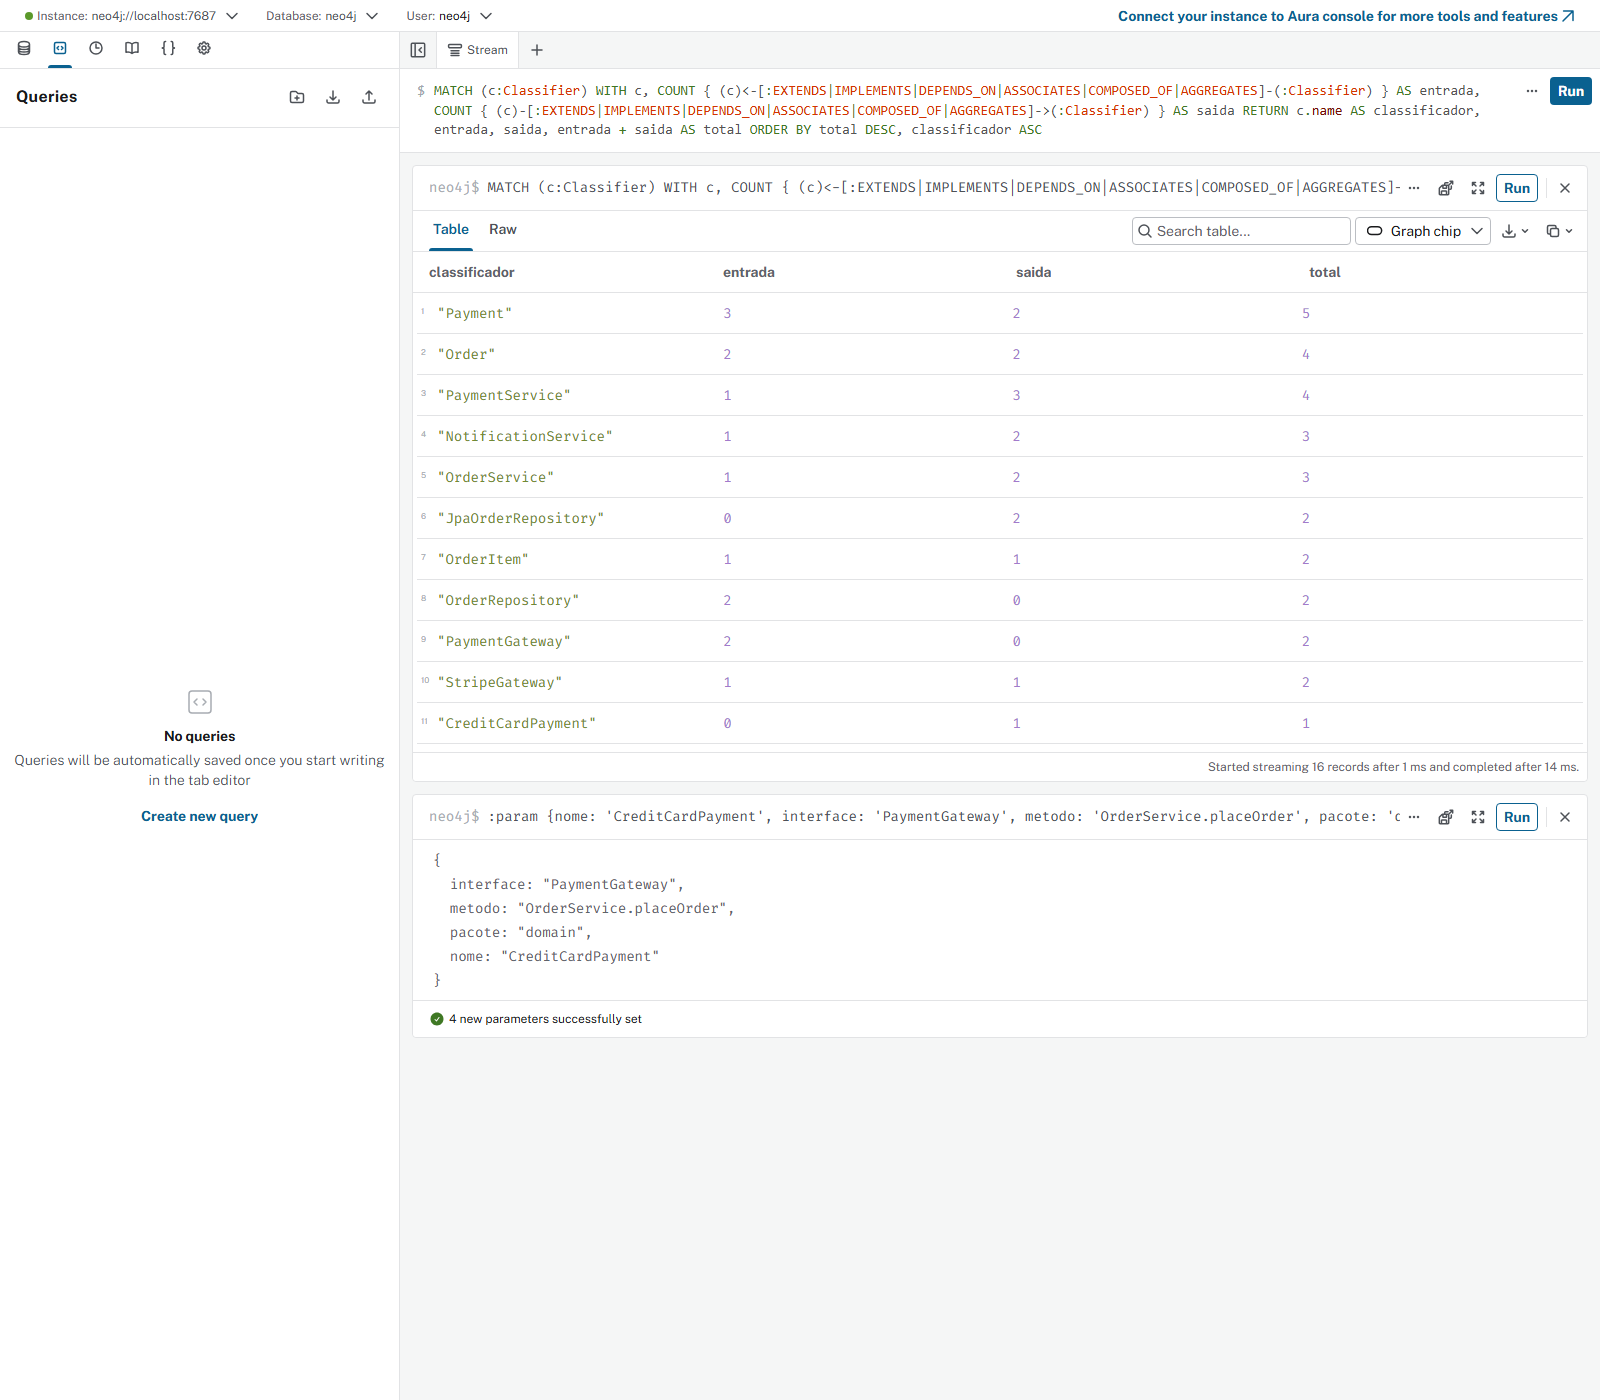 Instance: neo4j://localhost:7687 Database: neo4j User: neo4j Connect your instance to Aura console for more tools and features
Stream
Queries
$ MATCH (c:Classifier) WITH c, COUNT { (c)<-[:EXTENDS|IMPLEMENTS|DEPENDS_ON|ASSOCIATES|COMPOSED_OF|AGGREGATES]-(:Classifier) } AS entrada,
COUNT { (c)-[:EXTENDS|IMPLEMENTS|DEPENDS_ON|ASSOCIATES|COMPOSED_OF|AGGREGATES]->(:Classifier) } AS saida RETURN c.name AS classificador,
entrada, saida, entrada + saida AS total ORDER BY total DESC, classificador ASC
Run
neo4j$ MATCH (c:Classifier) WITH c, COUNT { (c)<-[:EXTENDS|IMPLEMENTS|DEPENDS_ON|ASSOCIATES|COMPOSED_OF|AGGREGATES]- Run
Table Raw Search table... Graph chip
classificador entrada saida total
1 "Payment" 3 2 5
2 "Order" 2 2 4
3 "PaymentService" 1 3 4
4 "NotificationService" 1 2 3
5 "OrderService" 1 2 3
6 "JpaOrderRepository" 0 2 2
7 "OrderItem" 1 1 2
8 "OrderRepository" 2 0 2
9 "PaymentGateway" 2 0 2
10 "StripeGateway" 1 1 2
11 "CreditCardPayment" 0 1 1
Started streaming 16 records after 1 ms and completed after 14 ms.
No queries
Queries will be automatically saved once you start writing
in the tab editor
Create new query
neo4j$ :param {nome: 'CreditCardPayment', interface: 'PaymentGateway', metodo: 'OrderService.placeOrder', pacote: 'd Run
{
interface: "PaymentGateway",
metodo: "OrderService.placeOrder",
pacote: "domain",
nome: "CreditCardPayment"
}
4 new parameters successfully set